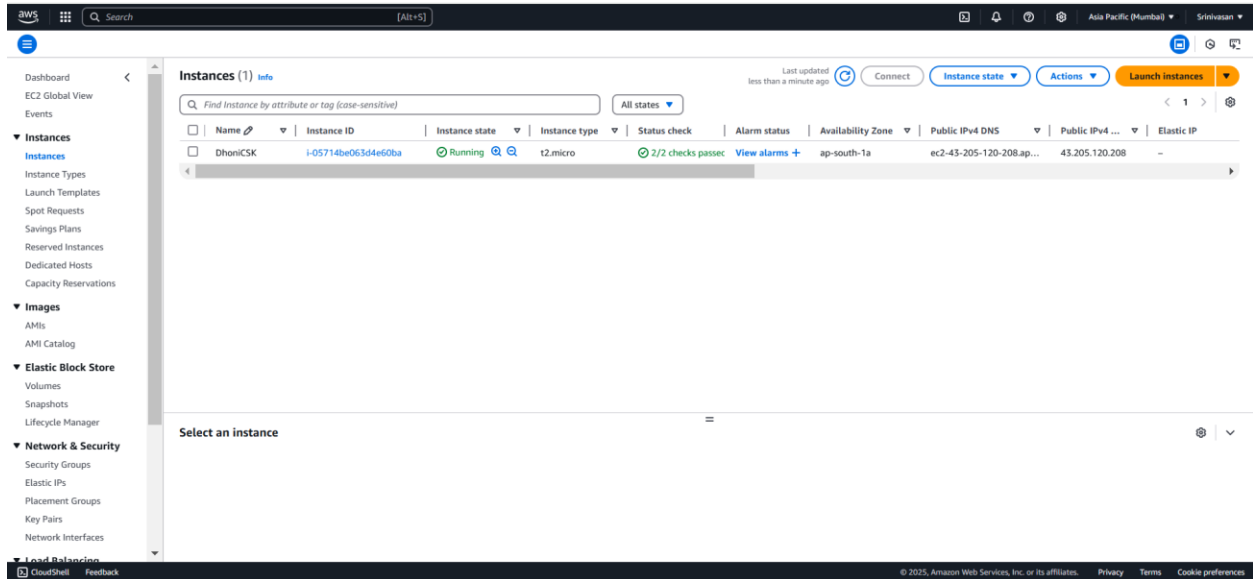 aws
Search [Alt+S]
Asia Pacific (Mumbai) Srinivasan
Dashboard
EC2 Global View
Events
Instances
Instances
Instance Types
Launch Templates
Spot Requests
Savings Plans
Reserved Instances
Dedicated Hosts
Capacity Reservations
Images
AMIs
AMI Catalog
Elastic Block Store
Volumes
Snapshots
Lifecycle Manager
Network & Security
Security Groups
Elastic IPs
Placement Groups
Key Pairs
Network Interfaces
Load Balancing
Instances (1) Info
Last updated
less than a minute ago
Connect Instance state Actions Launch instances
Find Instance by attribute or tag (case-sensitive) All states 1
Name Instance ID Instance state Instance type Status check Alarm status Availability Zone Public IPv4 DNS Public IPv4 ... Elastic IP
DhoniCSK i-05714be063d4e60ba Running t2.micro 2/2 checks passec View alarms + ap-south-1a ec2-43-205-120-208.ap... 43.205.120.208 –
Select an instance
CloudShell Feedback © 2025, Amazon Web Services, Inc. or its affiliates. Privacy Terms Cookie preferences